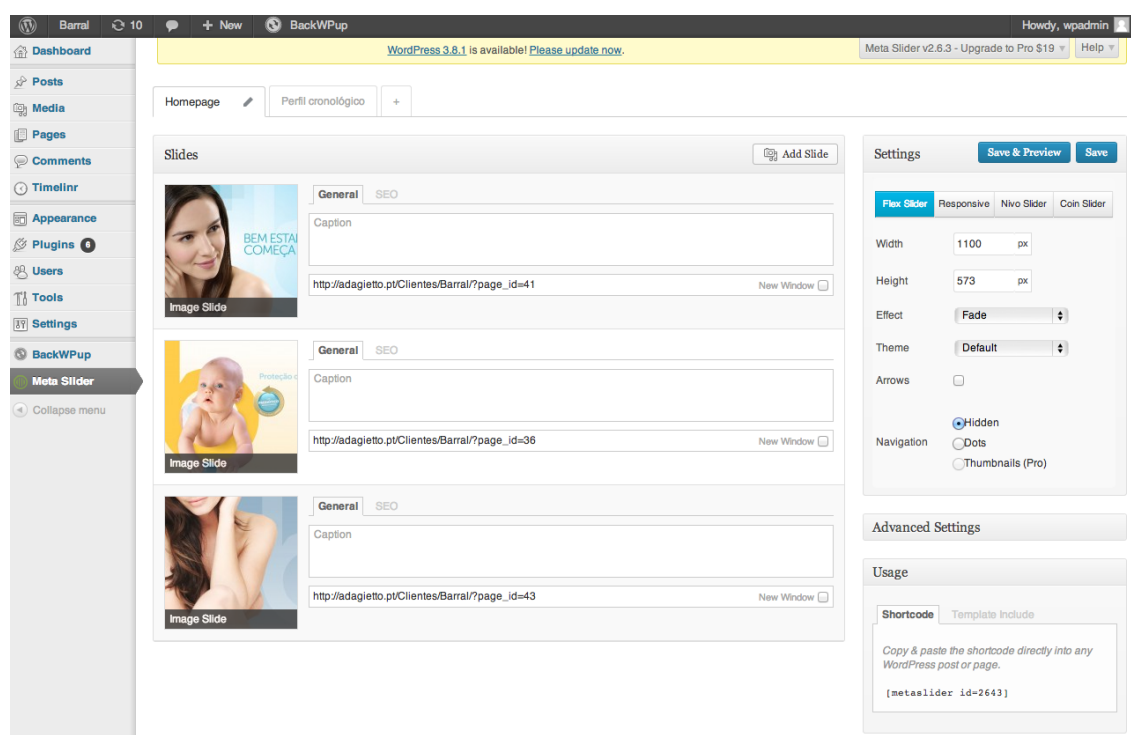 Barral 10 + New BackWPup Howdy, wpadmin
Dashboard
Posts
Media
Pages
Comments
Timelinr
Appearance
Plugins 6
Users
Tools
Settings
BackWPup
Meta Slider
Collapse menu
WordPress 3.8.1 is available! Please update now.
Meta Slider v2.6.3 - Upgrade to Pro $19 Help
Homepage Perfil cronológico +
Slides Add Slide
BEM ESTA
COMEÇA
Image Slide
General SEO
Caption
http://adagietto.pt/Clientes/Barral/?page_id=41 New Window
Proteção
Image Slide
General SEO
Caption
http://adagietto.pt/Clientes/Barral/?page_id=36 New Window
Image Slide
General SEO
Caption
http://adagietto.pt/Clientes/Barral/?page_id=43 New Window
Settings Save & Preview Save
Flex Slider Responsive Nivo Slider Coin Slider
Width 1100 px
Height 573 px
Effect Fade
Theme Default
Arrows
Navigation
Hidden
Dots
Thumbnails (Pro)
Advanced Settings
Usage
Shortcode Template Include
Copy & paste the shortcode directly into any
WordPress post or page.
[metaslider id=2643]